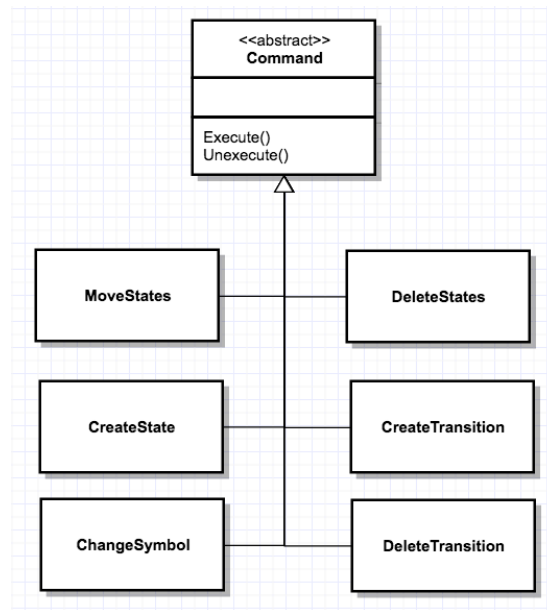 <<abstract>>
Command
Execute()
Unexecute()
MoveStates
DeleteStates
CreateState
CreateTransition
ChangeSymbol
DeleteTransition